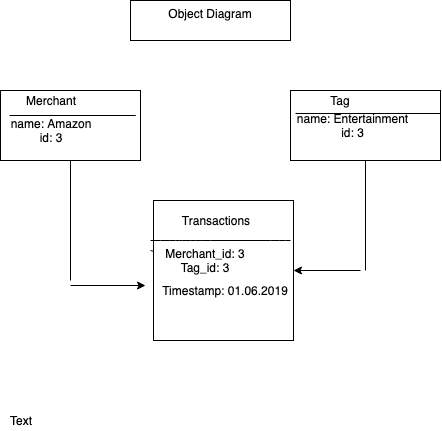 Object Diagram
Merchant
name: Amazon
id: 3
Tag
name: Entertainment
id: 3
Transactions
Merchant_id: 3
Tag_id: 3
Timestamp: 01.06.2019
Text